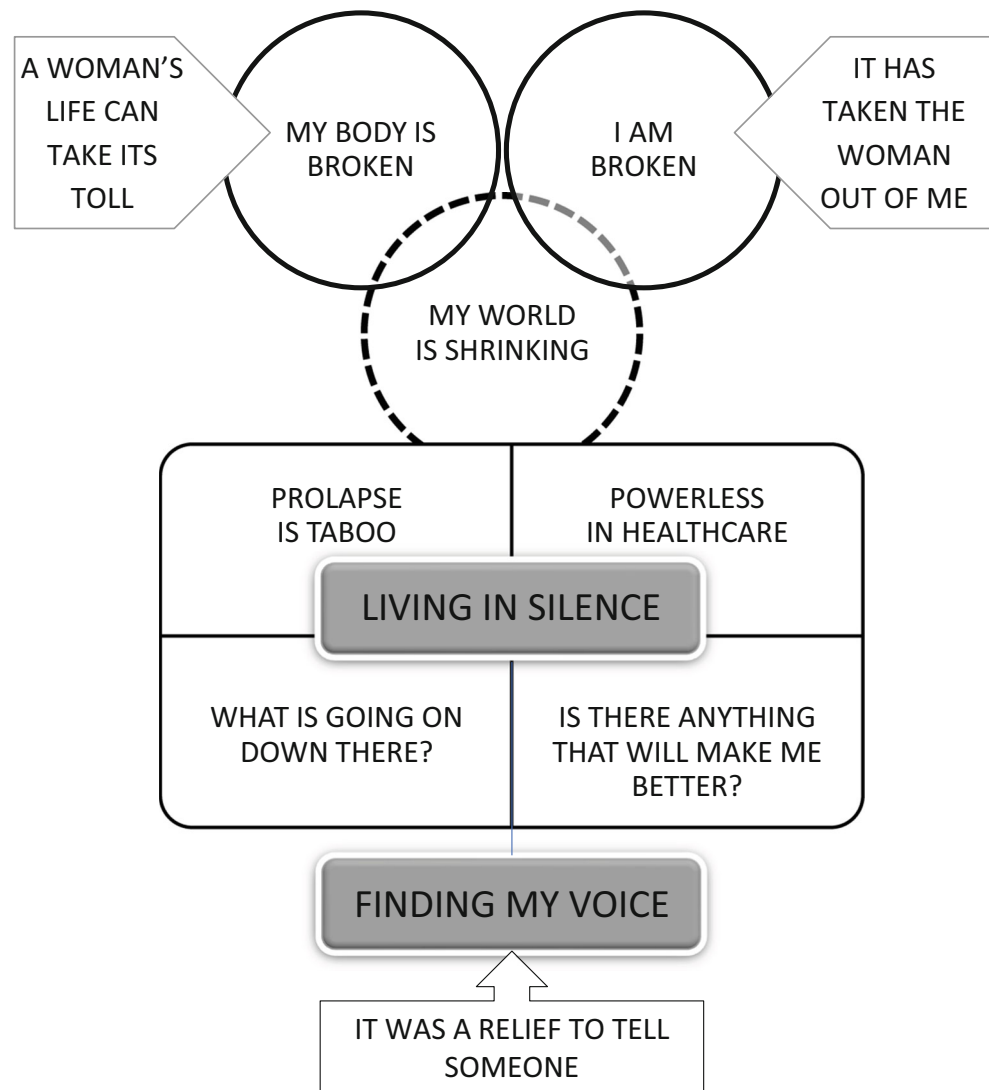 A WOMAN'S
LIFE CAN
TAKE ITS
TOLL
MY BODY IS
BROKEN
I AM
BROKEN
IT HAS
TAKEN THE
WOMAN
OUT OF ME
MY WORLD
IS SHRINKING
PROLAPSE
IS TABOO
POWERLESS
IN HEALTHCARE
LIVING IN SILENCE
WHAT IS GOING ON
DOWN THERE?
IS THERE ANYTHING
THAT WILL MAKE ME
BETTER?
FINDING MY VOICE
IT WAS A RELIEF TO TELL
SOMEONE